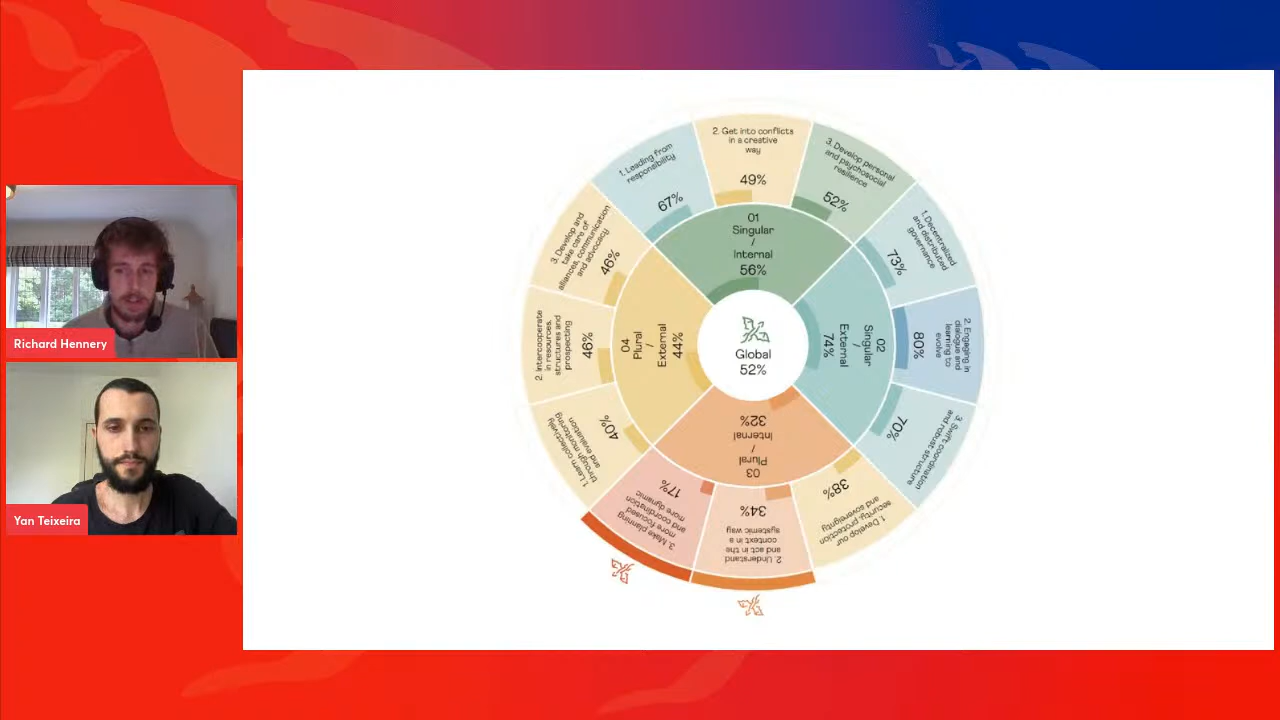 Richard Hennery
Yan Teixeira
Global
52%
01
Singular
/
Internal
56%
1. Leading from
responsibility
67%
2. Get into conflicts
in a creative
way
49%
3. Develop personal
and psychosocial
resilience
52%
02
Singular
/
External
74%
1. Decentralized
and distributed
governance
73%
2. Engaging in
dialogue and
learning to
evolve
80%
3. Swift coordination
and robust structure
70%
03
Plural
/
Internal
32%
1. Develop our
security, protection
and sovereignty
38%
2. Understand
and act in the
context in a
systemic way
34%
3. Make planning
more focused
and coordination
more dynamic
17%
04
Plural
/
External
44%
1. Learn collectively
through monitoring
and evaluation
40%
2. Intercooperate
in resources,
structures and
prospecting
46%
3. Develop and
take care of
alliances, communication
and advocacy
46%